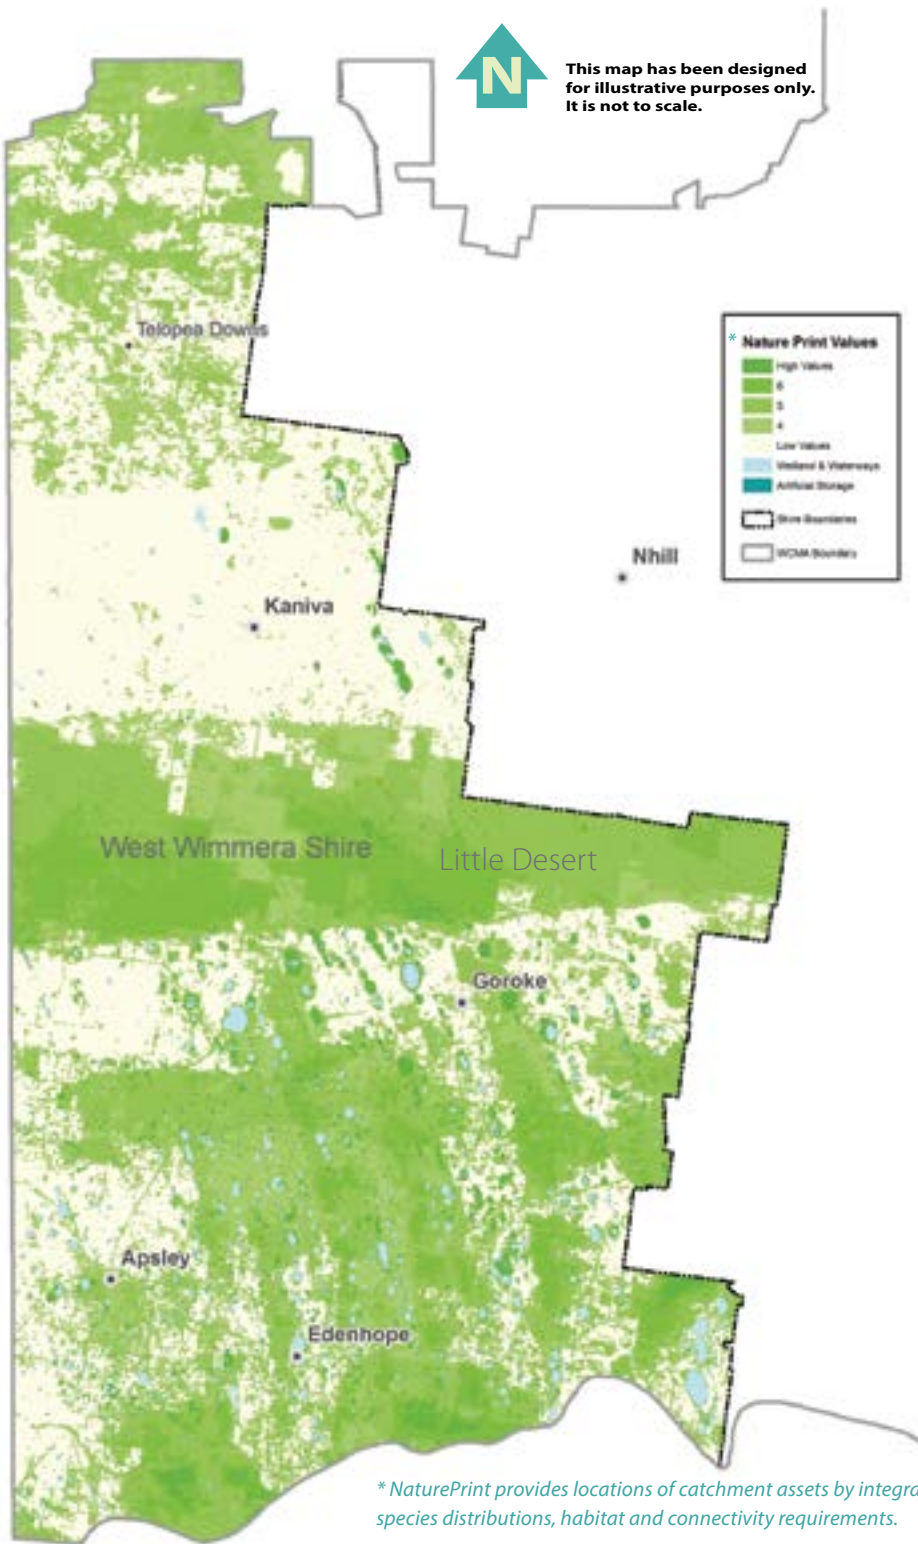 N
This map has been designed
for illustrative purposes only.
It is not to scale.
Telopea Downs
* Nature Print Values
High Values
6
5
4
Low Values
Wetland & Waterways
Artificial Storage
Shire Boundaries
WCMA Boundary
Nhill
Kaniva
West Wimmera Shire
Little Desert
Goroke
Apsley
Edenhope
* NaturePrint provides locations of catchment assets by integra
species distributions, habitat and connectivity requirements.